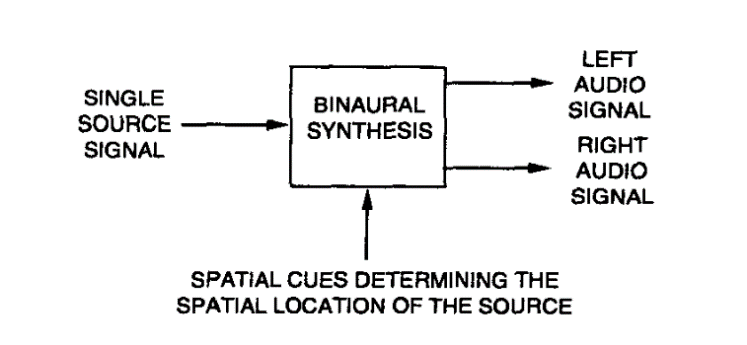 SINGLE
SOURCE
SIGNAL
BINAURAL
SYNTHESIS
LEFT
AUDIO
SIGNAL
RIGHT
AUDIO
SIGNAL
SPATIAL CUES DETERMINING THE
SPATIAL LOCATION OF THE SOURCE